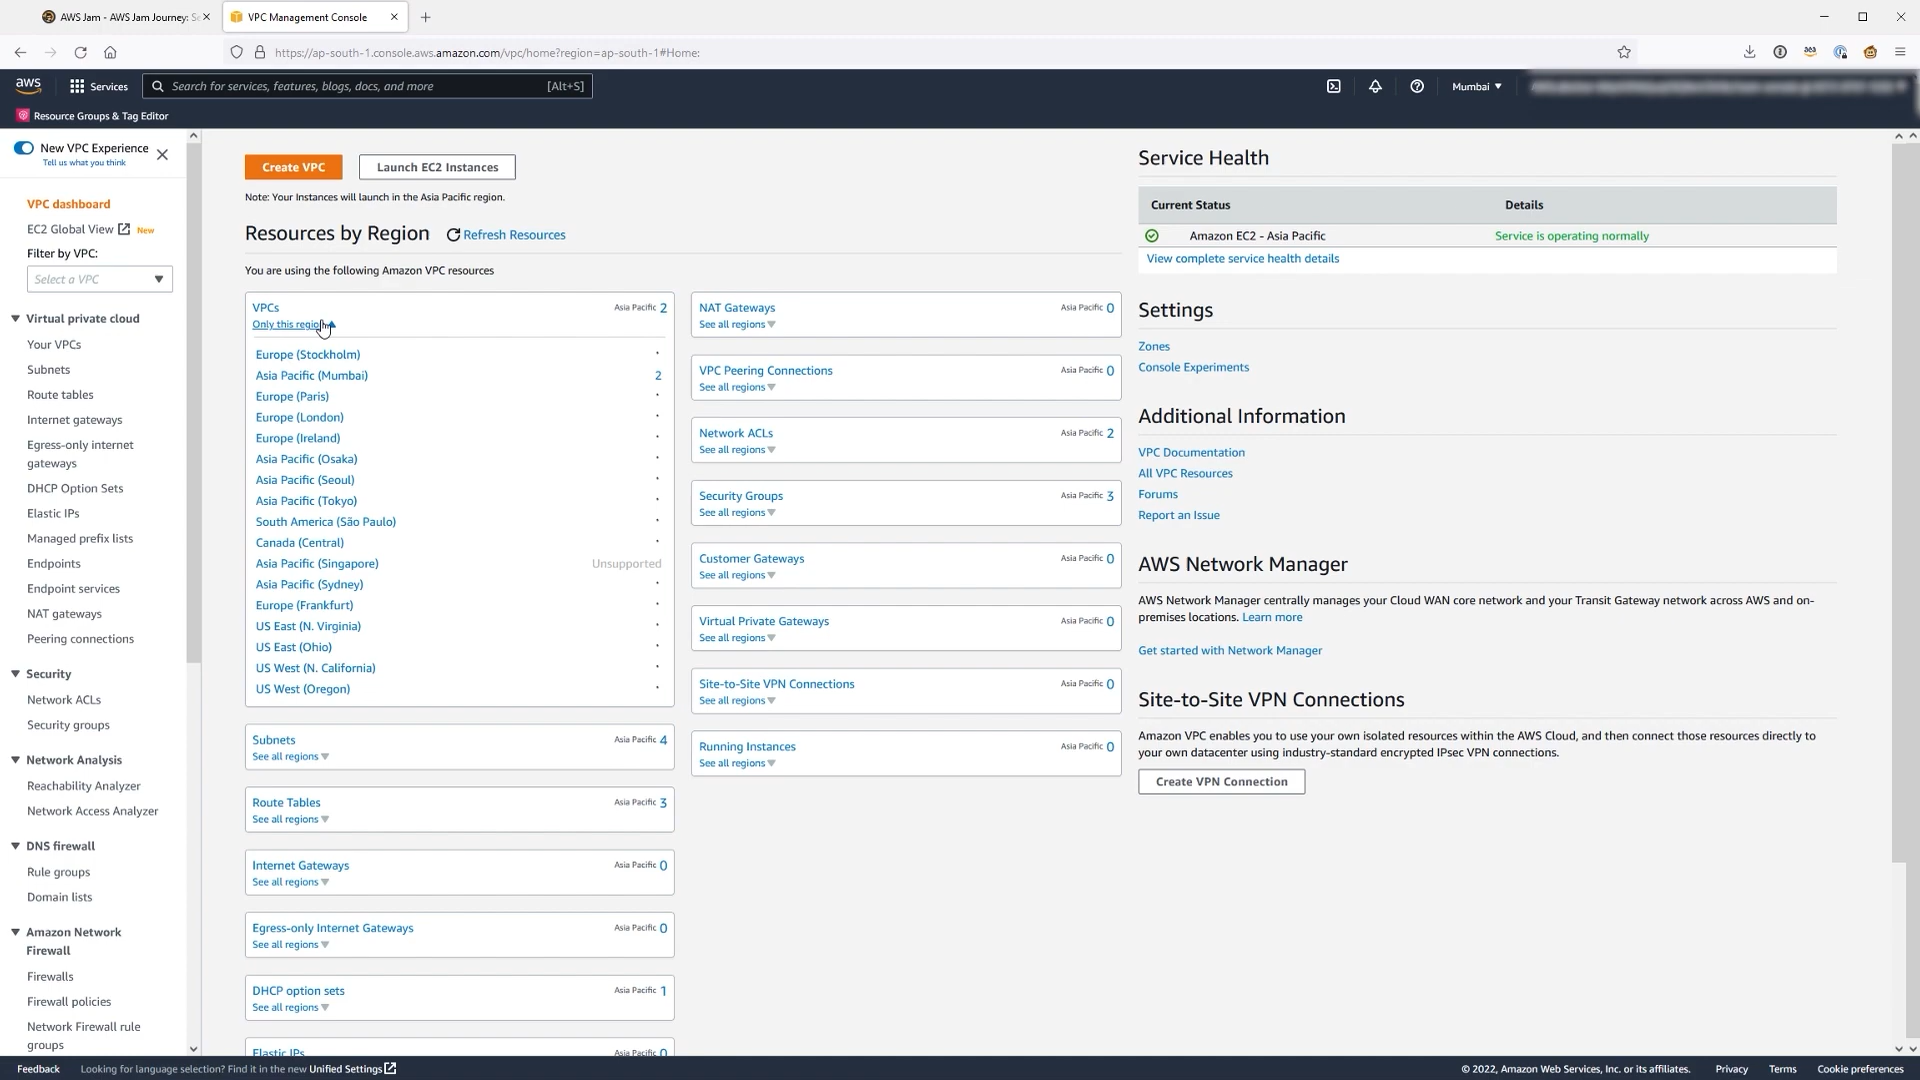 AWS Jam - AWS Jam Journey: Se
VPC Management Console
https://ap-south-1.console.aws.amazon.com/vpc/home?region=ap-south-1#Home:
aws
Services
Search for services, features, blogs, docs, and more
[Alt+S]
Mumbai
Resource Groups & Tag Editor
New VPC Experience
Tell us what you think
VPC dashboard
EC2 Global View
New
Filter by VPC:
Select a VPC
Virtual private cloud
Your VPCs
Subnets
Route tables
Internet gateways
Egress-only internet
gateways
DHCP Option Sets
Elastic IPs
Managed prefix lists
Endpoints
Endpoint services
NAT gateways
Peering connections
Security
Network ACLs
Security groups
Network Analysis
Reachability Analyzer
Network Access Analyzer
DNS firewall
Rule groups
Domain lists
Amazon Network
Firewall
Firewalls
Firewall policies
Network Firewall rule
groups
Create VPC
Launch EC2 Instances
Note: Your Instances will launch in the Asia Pacific region.
Resources by Region
Refresh Resources
You are using the following Amazon VPC resources
VPCs
Asia Pacific 2
Only this regio
Europe (Stockholm)
Asia Pacific (Mumbai) 2
Europe (Paris)
Europe (London)
Europe (Ireland)
Asia Pacific (Osaka)
Asia Pacific (Seoul)
Asia Pacific (Tokyo)
South America (São Paulo)
Canada (Central)
Asia Pacific (Singapore) Unsupported
Asia Pacific (Sydney)
Europe (Frankfurt)
US East (N. Virginia)
US East (Ohio)
US West (N. California)
US West (Oregon)
Subnets
Asia Pacific 4
See all regions
Route Tables
Asia Pacific 3
See all regions
Internet Gateways
Asia Pacific 0
See all regions
Egress-only Internet Gateways
Asia Pacific 0
See all regions
DHCP option sets
Asia Pacific 1
See all regions
Elastic IPs
Asia Pacific 0
NAT Gateways
Asia Pacific 0
See all regions
VPC Peering Connections
Asia Pacific 0
See all regions
Network ACLs
Asia Pacific 2
See all regions
Security Groups
Asia Pacific 3
See all regions
Customer Gateways
Asia Pacific 0
See all regions
Virtual Private Gateways
Asia Pacific 0
See all regions
Site-to-Site VPN Connections
Asia Pacific 0
See all regions
Running Instances
Asia Pacific 0
See all regions
Service Health
Current Status
Details
Amazon EC2 - Asia Pacific
Service is operating normally
View complete service health details
Settings
Zones
Console Experiments
Additional Information
VPC Documentation
All VPC Resources
Forums
Report an Issue
AWS Network Manager
AWS Network Manager centrally manages your Cloud WAN core network and your Transit Gateway network across AWS and on-
premises locations. Learn more
Get started with Network Manager
Site-to-Site VPN Connections
Amazon VPC enables you to use your own isolated resources within the AWS Cloud, and then connect those resources directly to
your own datacenter using industry-standard encrypted IPsec VPN connections.
Create VPN Connection
Feedback
Looking for language selection? Find it in the new Unified Settings
© 2022, Amazon Web Services, Inc. or its affiliates.
Privacy
Terms
Cookie preferences